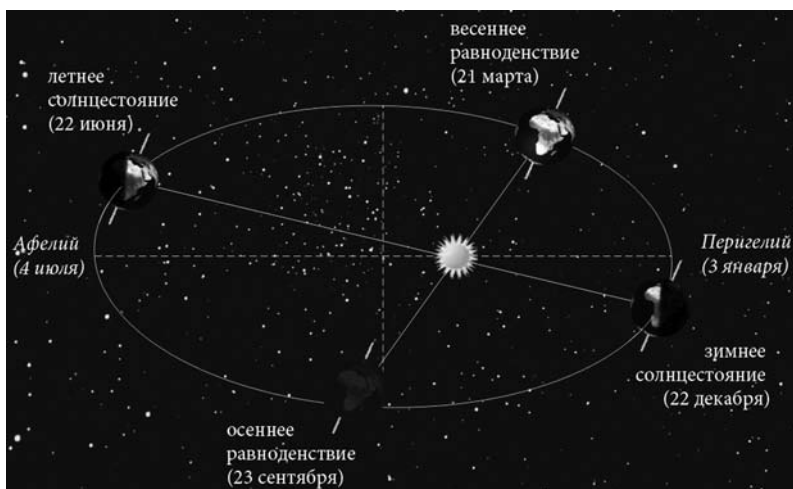 весеннее
равноденствие
(21 марта)
летнее
солнцестояние
(22 июня)
Афелий
(4 июля)
Перигелий
(3 января)
зимнее
солнцестояние
(22 декабря)
осеннее
равноденствие
(23 сентября)